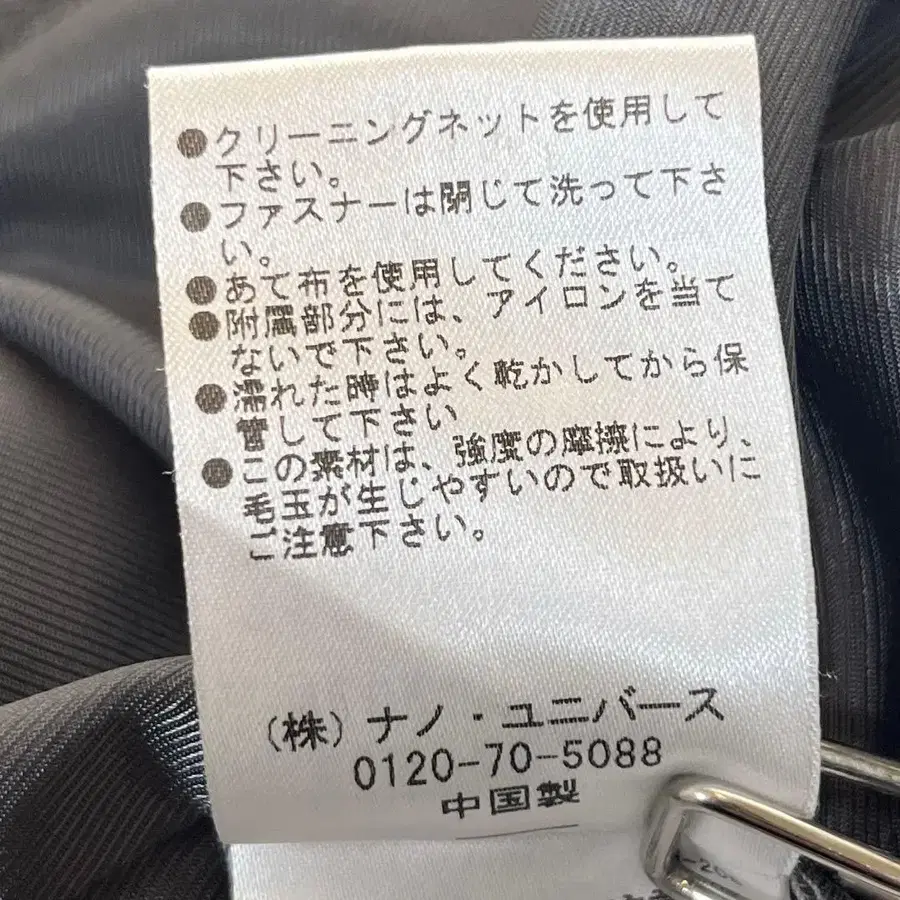 ●クリーニングネットを使用して
下さい。
●ファスナーは閉じて洗って下さ
い。
●あて布を使用してください。
●附属部分には、アイロンを当て
ないで下さい。
●濡れた時はよく乾かしてから保
管して下さい
●この素材は、強度の摩擦により、
毛玉が生じやすいので取扱いに
ご注意下さい。
(株)ナノ・ユニバース
0120-70-5088
中国製